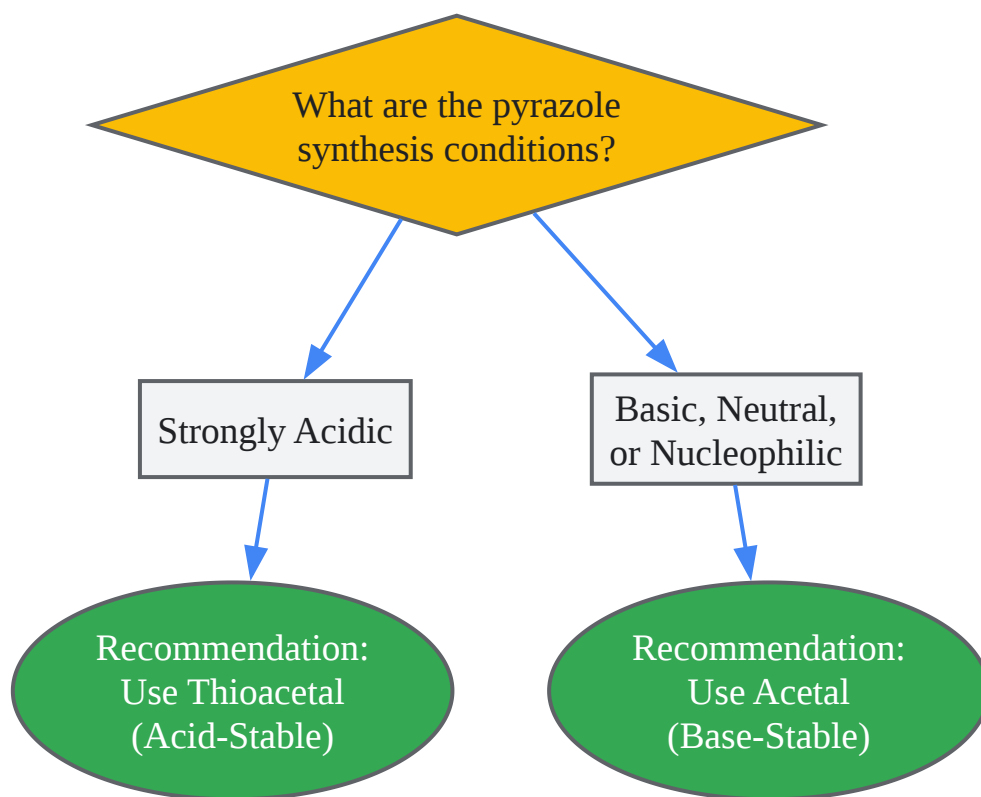 What are the pyrazole
synthesis conditions?
Strongly Acidic
Basic, Neutral,
or Nucleophilic
Recommendation:
Use Thioacetal
(Acid-Stable)
Recommendation:
Use Acetal
(Base-Stable)